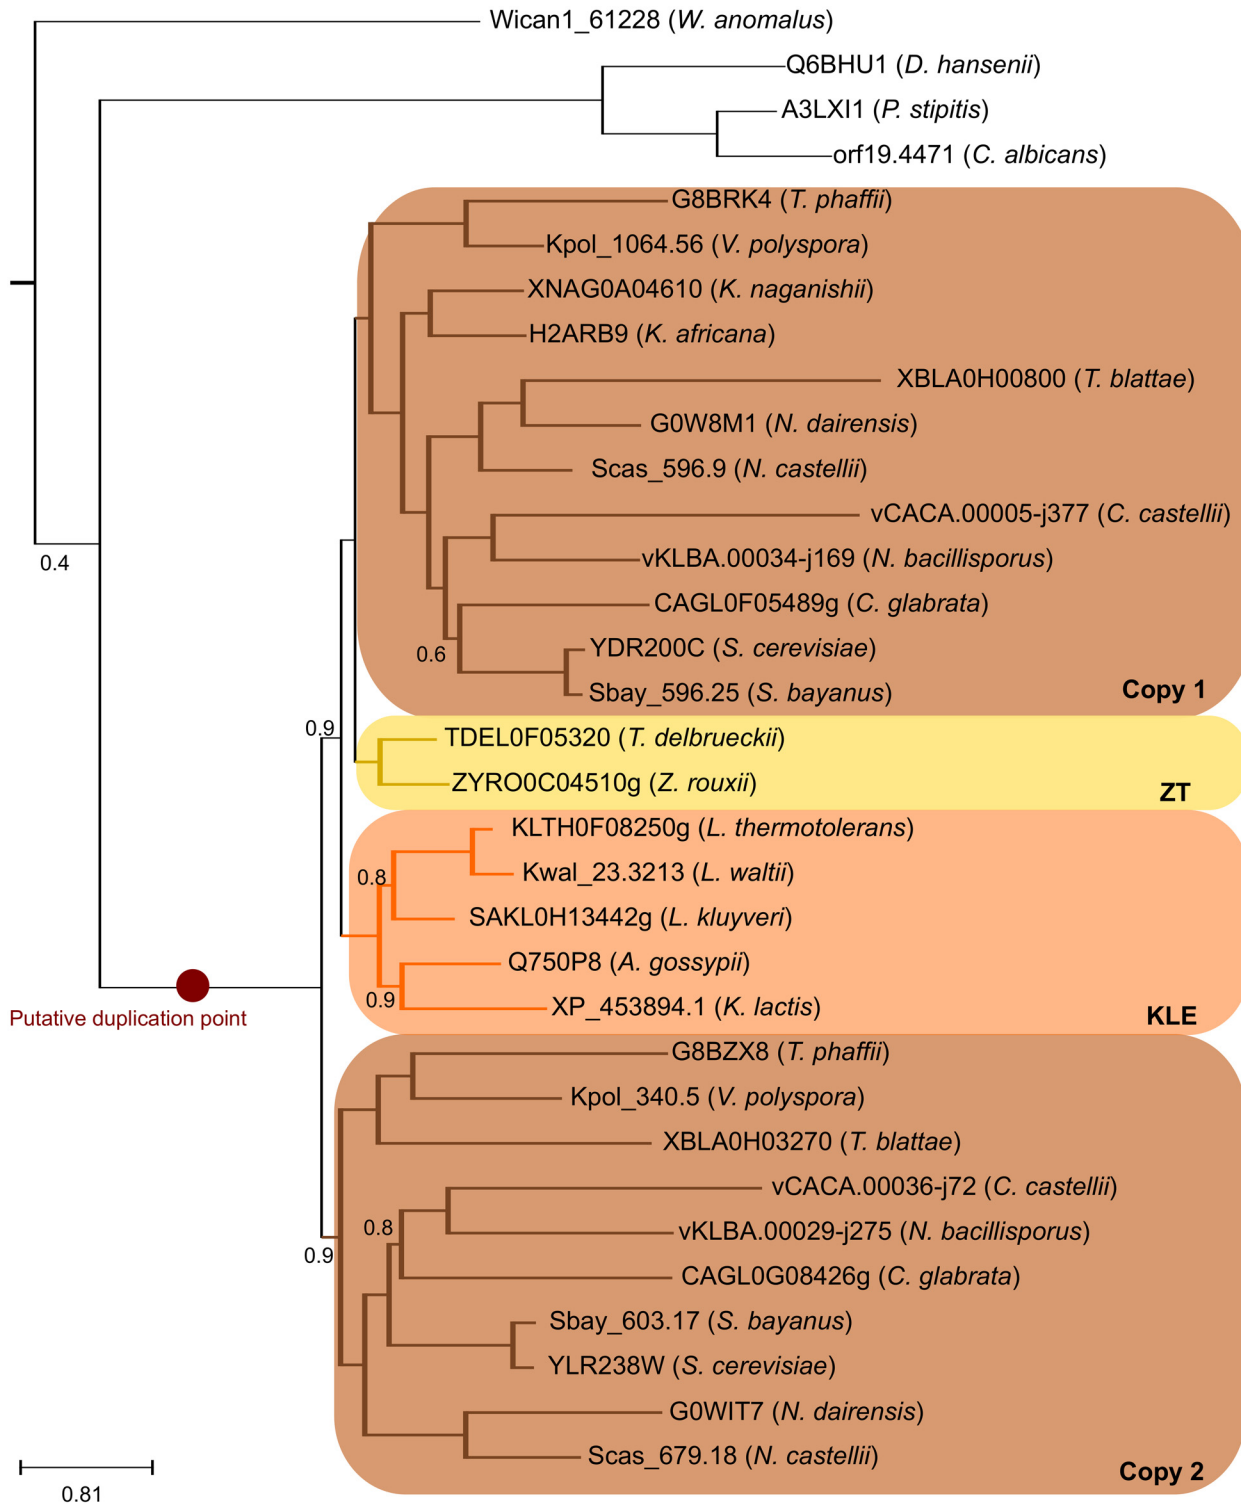 Wican1_61228 (W. anomalus)
Q6BHU1 (D. hansenii)
A3LXI1 (P. stipitis)
orf19.4471 (C. albicans)
G8BRK4 (T. phaffii)
Kpol_1064.56 (V. polyspora)
XNAG0A04610 (K. naganishii)
H2ARB9 (K. africana)
XBLA0H00800 (T. blattae)
G0W8M1 (N. dairensis)
Scas_596.9 (N. castellii)
vCACA.00005-j377 (C. castellii)
0.4
vKLBA.00034-j169 (N. bacillisporus)
CAGL0F05489g (C. glabrata)
YDR200C (S. cerevisiae)
0.6
Sbay_596.25 (S. bayanus)
Copy 1
0.9
TDEL0F05320 (T. delbrueckii)
ZYRO0C04510g (Z. rouxii)
ZT
KLTH0F08250g (L. thermotolerans)
0.8
Kwal_23.3213 (L. waltii)
SAKL0H13442g (L. kluyveri)
Q750P8 (A. gossypii)
0.9
XP_453894.1 (K. lactis)
KLE
Putative duplication point
G8BZX8 (T. phaffii)
Kpol_340.5 (V. polyspora)
XBLA0H03270 (T. blattae)
vCACA.00036-j72 (C. castellii)
0.8
vKLBA.00029-j275 (N. bacillisporus)
0.9
CAGL0G08426g (C. glabrata)
Sbay_603.17 (S. bayanus)
YLR238W (S. cerevisiae)
G0WIT7 (N. dairensis)
Scas_679.18 (N. castellii)
Copy 2
0.81